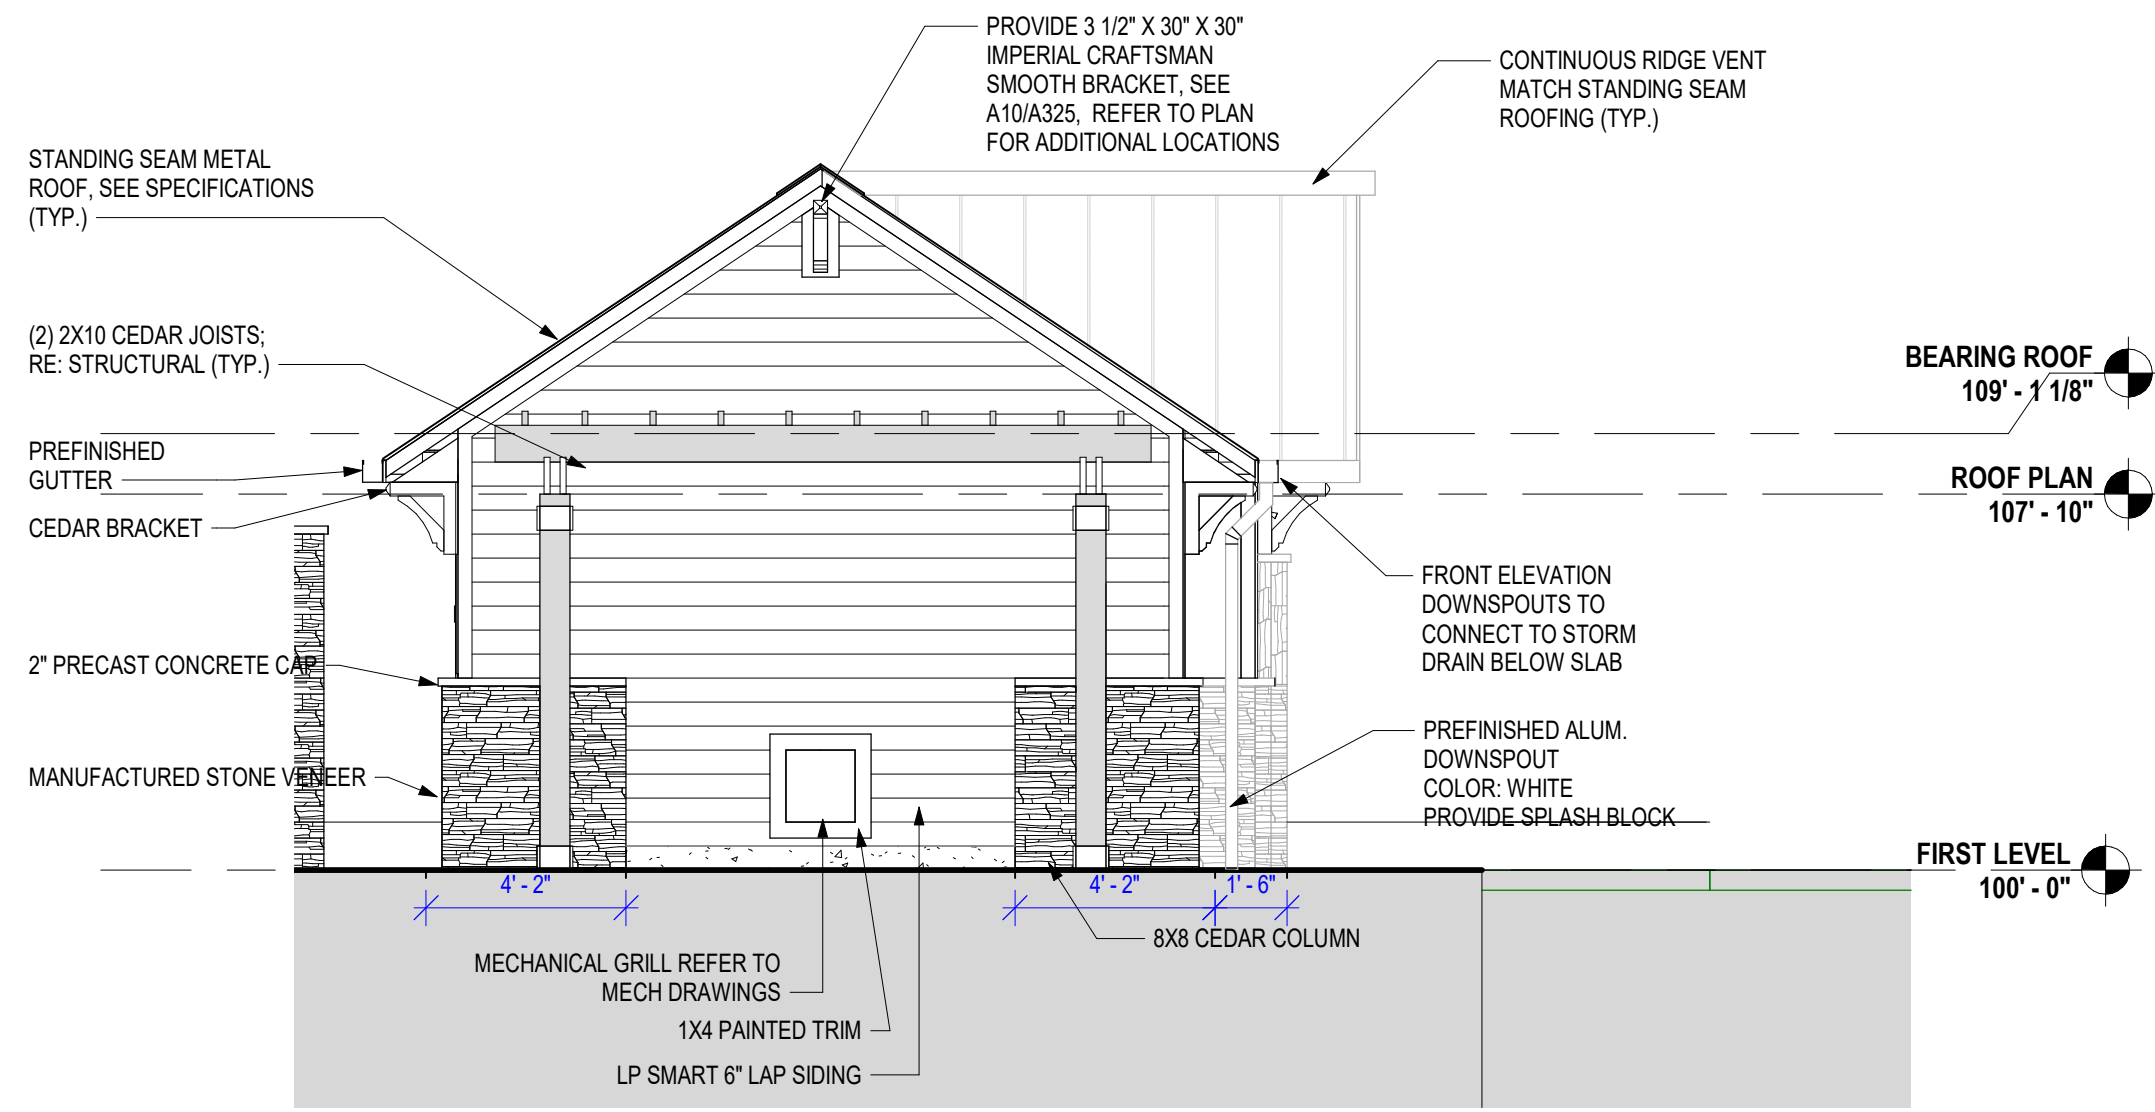 PROVIDE 3 1/2" X 30" X 30"
IMPERIAL CRAFTSMAN
SMOOTH BRACKET, SEE
A10/A325, REFER TO PLAN
FOR ADDITIONAL LOCATIONS
CONTINUOUS RIDGE VENT
MATCH STANDING SEAM
ROOFING (TYP.)
STANDING SEAM METAL
ROOF, SEE SPECIFICATIONS
(TYP.)
(2) 2X10 CEDAR JOISTS;
RE: STRUCTURAL (TYP.)
BEARING ROOF
109' - 1 1/8"
PREFINISHED
GUTTER
ROOF PLAN
107' - 10"
CEDAR BRACKET
FRONT ELEVATION
DOWNSPOUTS TO
CONNECT TO STORM
DRAIN BELOW SLAB
2" PRECAST CONCRETE CAP
MANUFACTURED STONE VENEER
PREFINISHED ALUM.
DOWNSPOUT
COLOR: WHITE
PROVIDE SPLASH BLOCK
FIRST LEVEL
100' - 0"
4' - 2"
4' - 2"
1' - 6"
8X8 CEDAR COLUMN
MECHANICAL GRILL REFER TO
MECH DRAWINGS
1X4 PAINTED TRIM
LP SMART 6" LAP SIDING